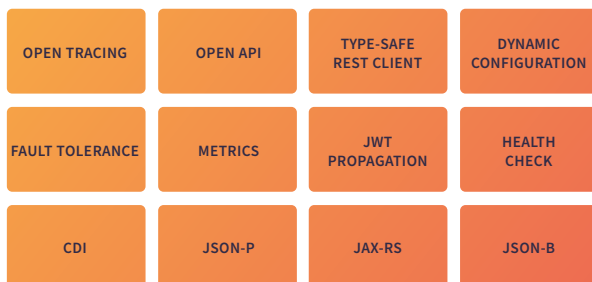 OPEN TRACING
OPEN API
TYPE-SAFE
REST CLIENT
DYNAMIC
CONFIGURATION
FAULT TOLERANCE
METRICS
JWT
PROPAGATION
HEALTH
CHECK
CDI
JSON-P
JAX-RS
JSON-B